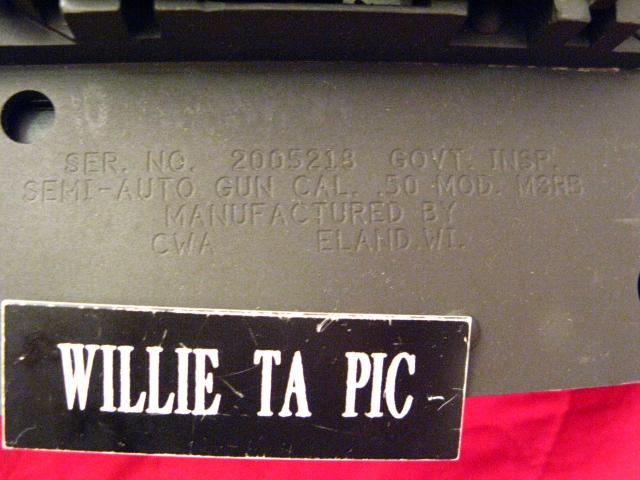 SER. NO. 2005213 GOVT. INSP.
SEMI-AUTO GUN CAL. .50 MOD. M3RB
MANUFACTURED BY
CWA ELAND.WI.
WILLIE TA PIC